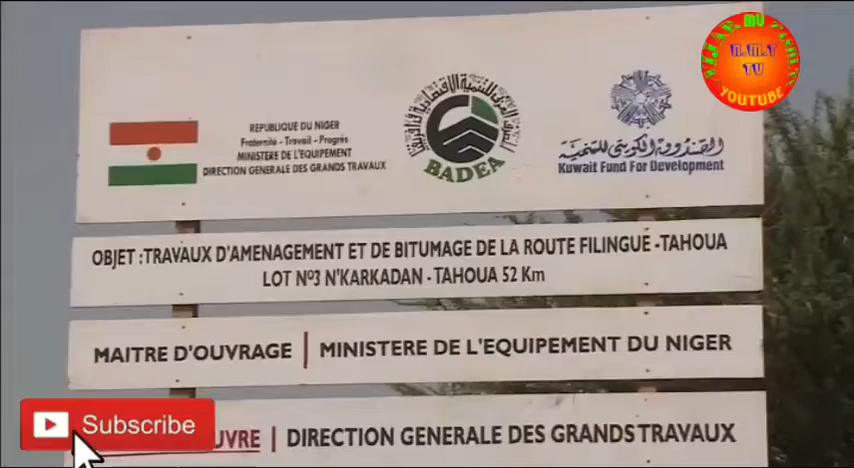 REPUBLIQUE DU NIGER
Fraternité - Travail - Progrès
MINISTERE DE L'EQUIPEMENT
DIRECTION GENERALE DES GRANDS TRAVAUX
BADEA
الصندوق الكويتي للتنمية
KUWAIT FUND FOR DEVELOPMENT
N.M.T
TV
YOUTUBE
OBJET : TRAVAUX D'AMENAGEMENT ET DE BITUMAGE DE LA ROUTE FILINGUE -TAHOUA
LOT Nº3 N'KARKADAN -TAHOUA 52 KM
MAITRE D'OUVRAGE MINISTERE DE L'EQUIPEMENT DU NIGER
Subscribe
UVRE DIRECTION GENERALE DES GRANDS TRAVAUX